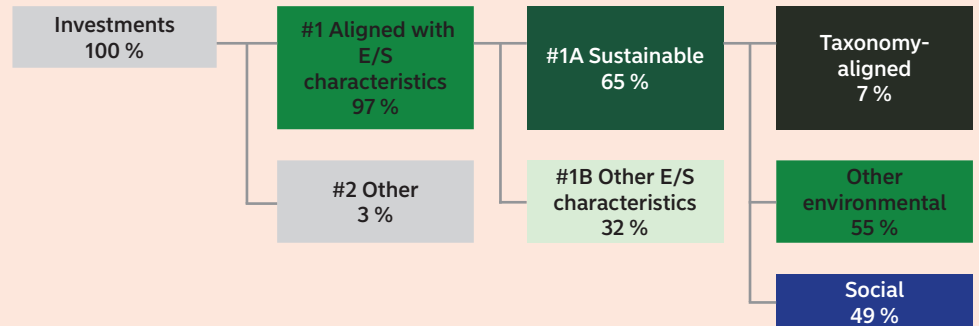 Investments
100 %
#1 Aligned with
E/S
characteristics
97 %
#2 Other
3 %
#1A Sustainable
65 %
#1B Other E/S
characteristics
32 %
Taxonomy-
aligned
7 %
Other
environmental
55 %
Social
49 %